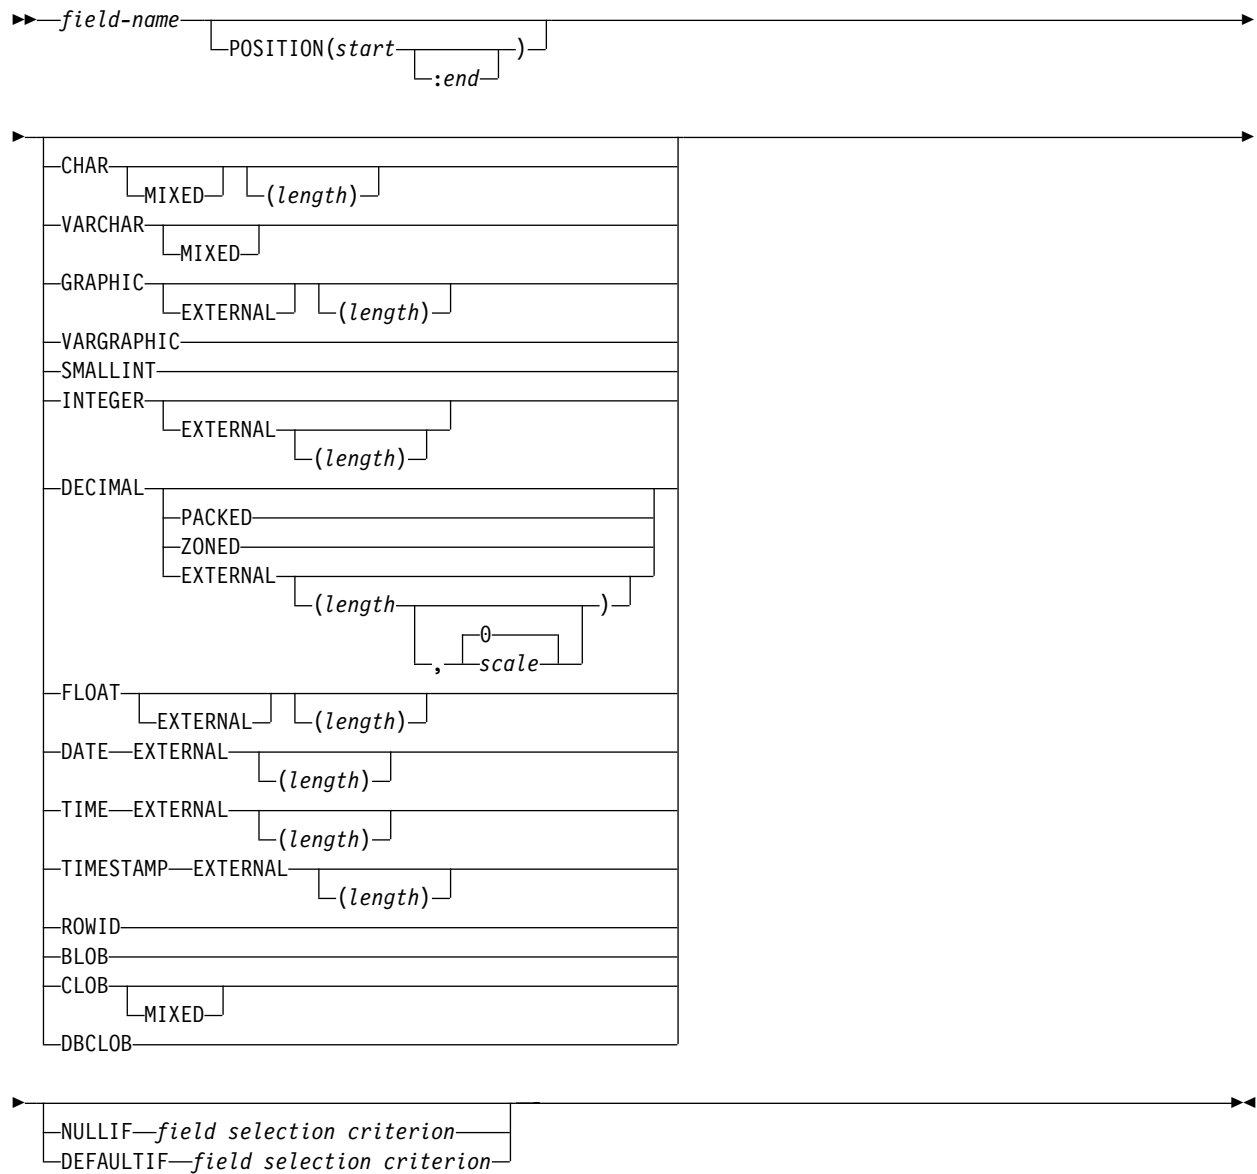 field-name
POSITION(start )
:end
CHAR
MIXED (length)
VARCHAR
MIXED
GRAPHIC
EXTERNAL (length)
VARGRAPHIC
SMALLINT
INTEGER
EXTERNAL
(length)
DECIMAL
PACKED
ZONED
EXTERNAL
(length )
0
, scale
FLOAT
EXTERNAL (length)
DATE EXTERNAL
(length)
TIME EXTERNAL
(length)
TIMESTAMP EXTERNAL
(length)
ROWID
BLOB
CLOB
MIXED
DBCLOB
NULLIF field selection criterion
DEFAULTIF field selection criterion